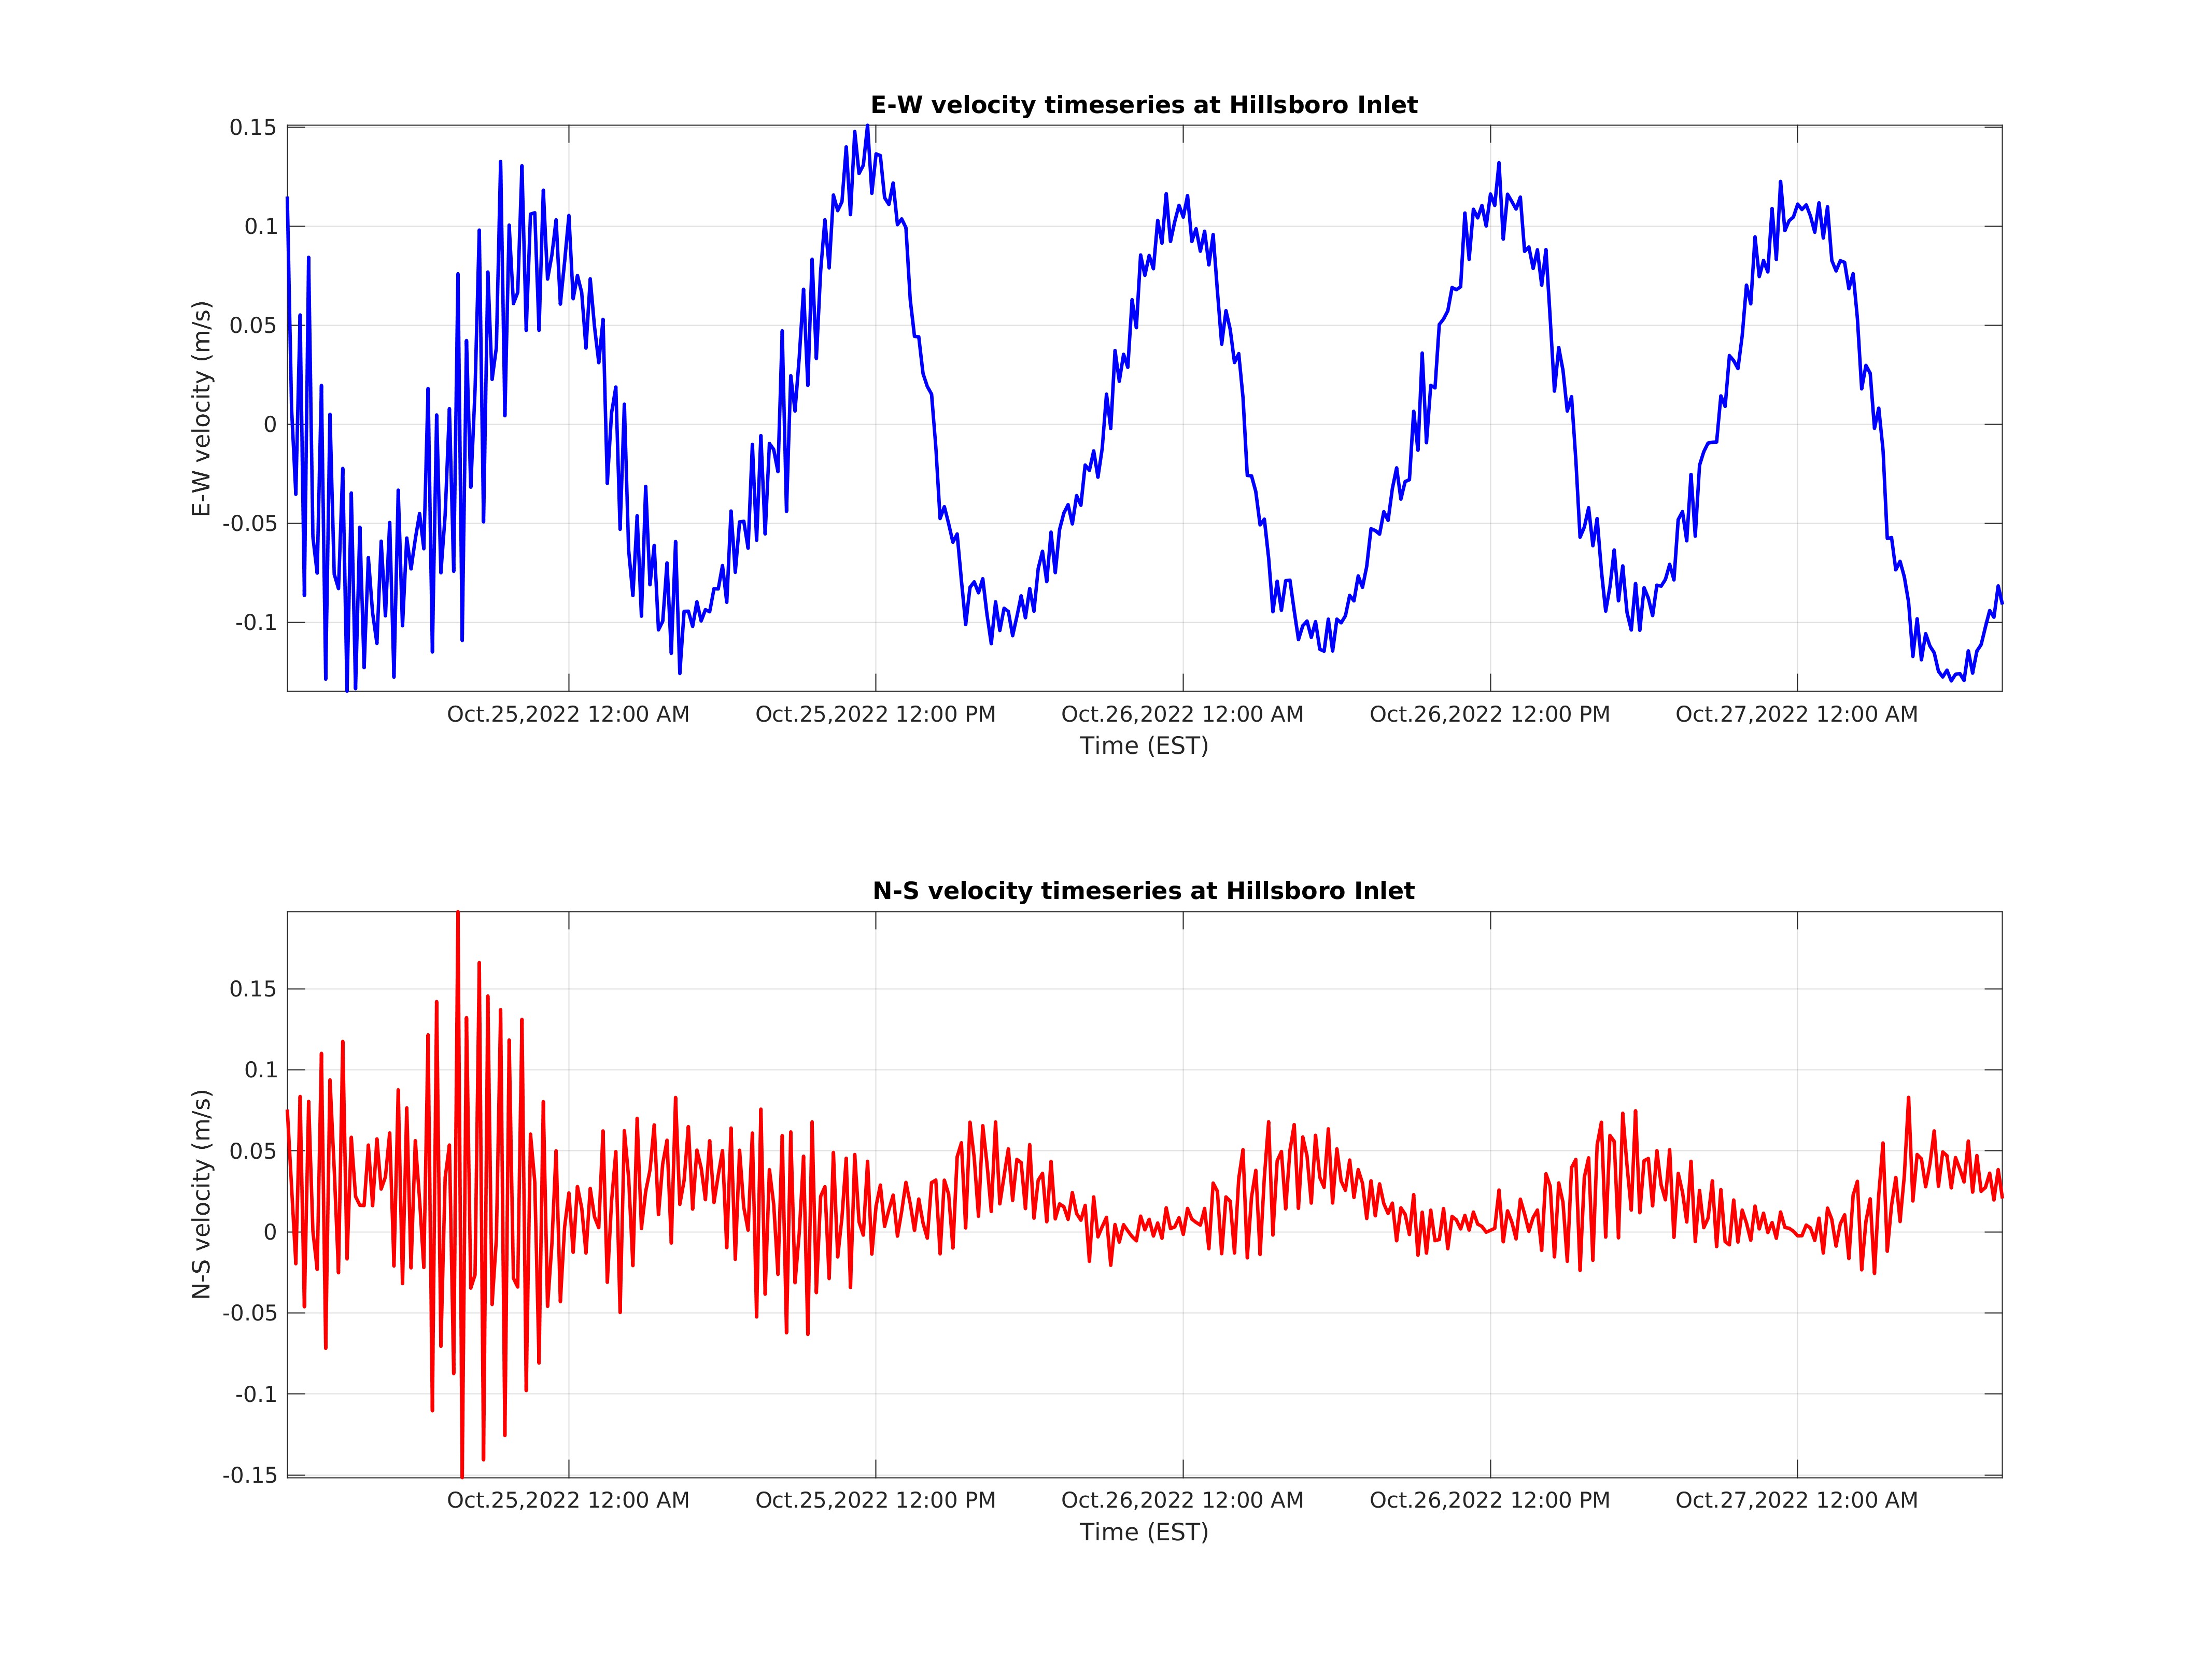 E-W velocity timeseries at Hillsboro Inlet
0.15
0.1
0.05
0
-0.05
-0.1
E-W velocity (m/s)
Oct.25,2022 12:00 AM
Oct.25,2022 12:00 PM
Oct.26,2022 12:00 AM
Oct.26,2022 12:00 PM
Oct.27,2022 12:00 AM
Time (EST)
N-S velocity timeseries at Hillsboro Inlet
0.15
0.1
0.05
0
-0.05
-0.1
-0.15
N-S velocity (m/s)
Oct.25,2022 12:00 AM
Oct.25,2022 12:00 PM
Oct.26,2022 12:00 AM
Oct.26,2022 12:00 PM
Oct.27,2022 12:00 AM
Time (EST)